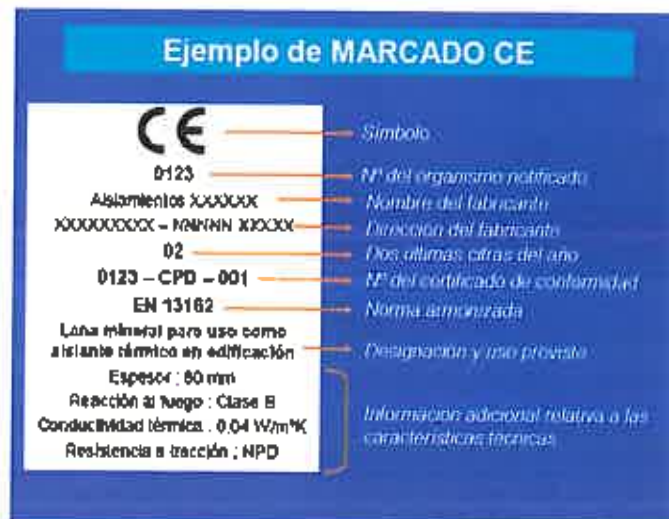 Ejemplo de MARCADO CE
CE
Símbolo
0123
Nº del organismo notificado
Aislamientos XXXXXX
Nombre del fabricante
XXXXXXXXX – NNNNN XXXXX
Dirección del fabricante
02
Dos últimas cifras del año
0123 – CPD – 001
Nº del certificado de conformidad
EN 13162
Norma armonizada
Lana mineral para uso como
aislante térmico en edificación
Designación y uso previsto
Espesor : 60 mm
Reacción al fuego : Clase B
Conductividad térmica : 0,04 W/mºK
Resistencia a tracción : NPD
Información adicional relativa a las
características técnicas